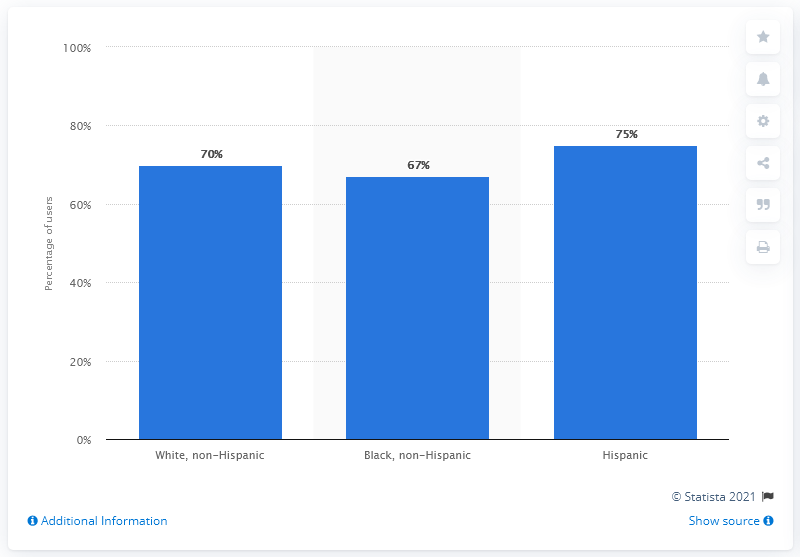 100%
80%
60%
40%
20%
0%
Percentage of users
70%
67%
75%
White, non-Hispanic
Black, non-Hispanic
Hispanic
© Statista 2021
Additional Information
Show source